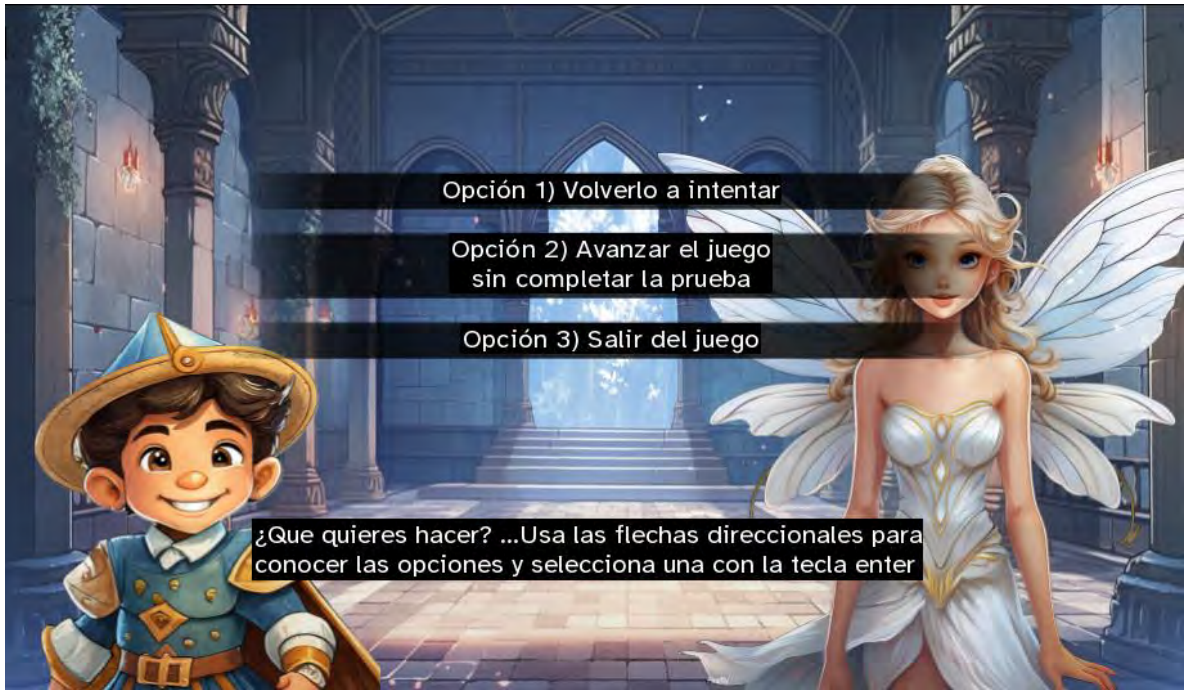 Opción 1) Volverlo a intentar
Opción 2) Avanzar el juego
sin completar la prueba
Opción 3) Salir del juego
¿Que quieres hacer? ...Usa las flechas direccionales para
conocer las opciones y selecciona una con la tecla enter